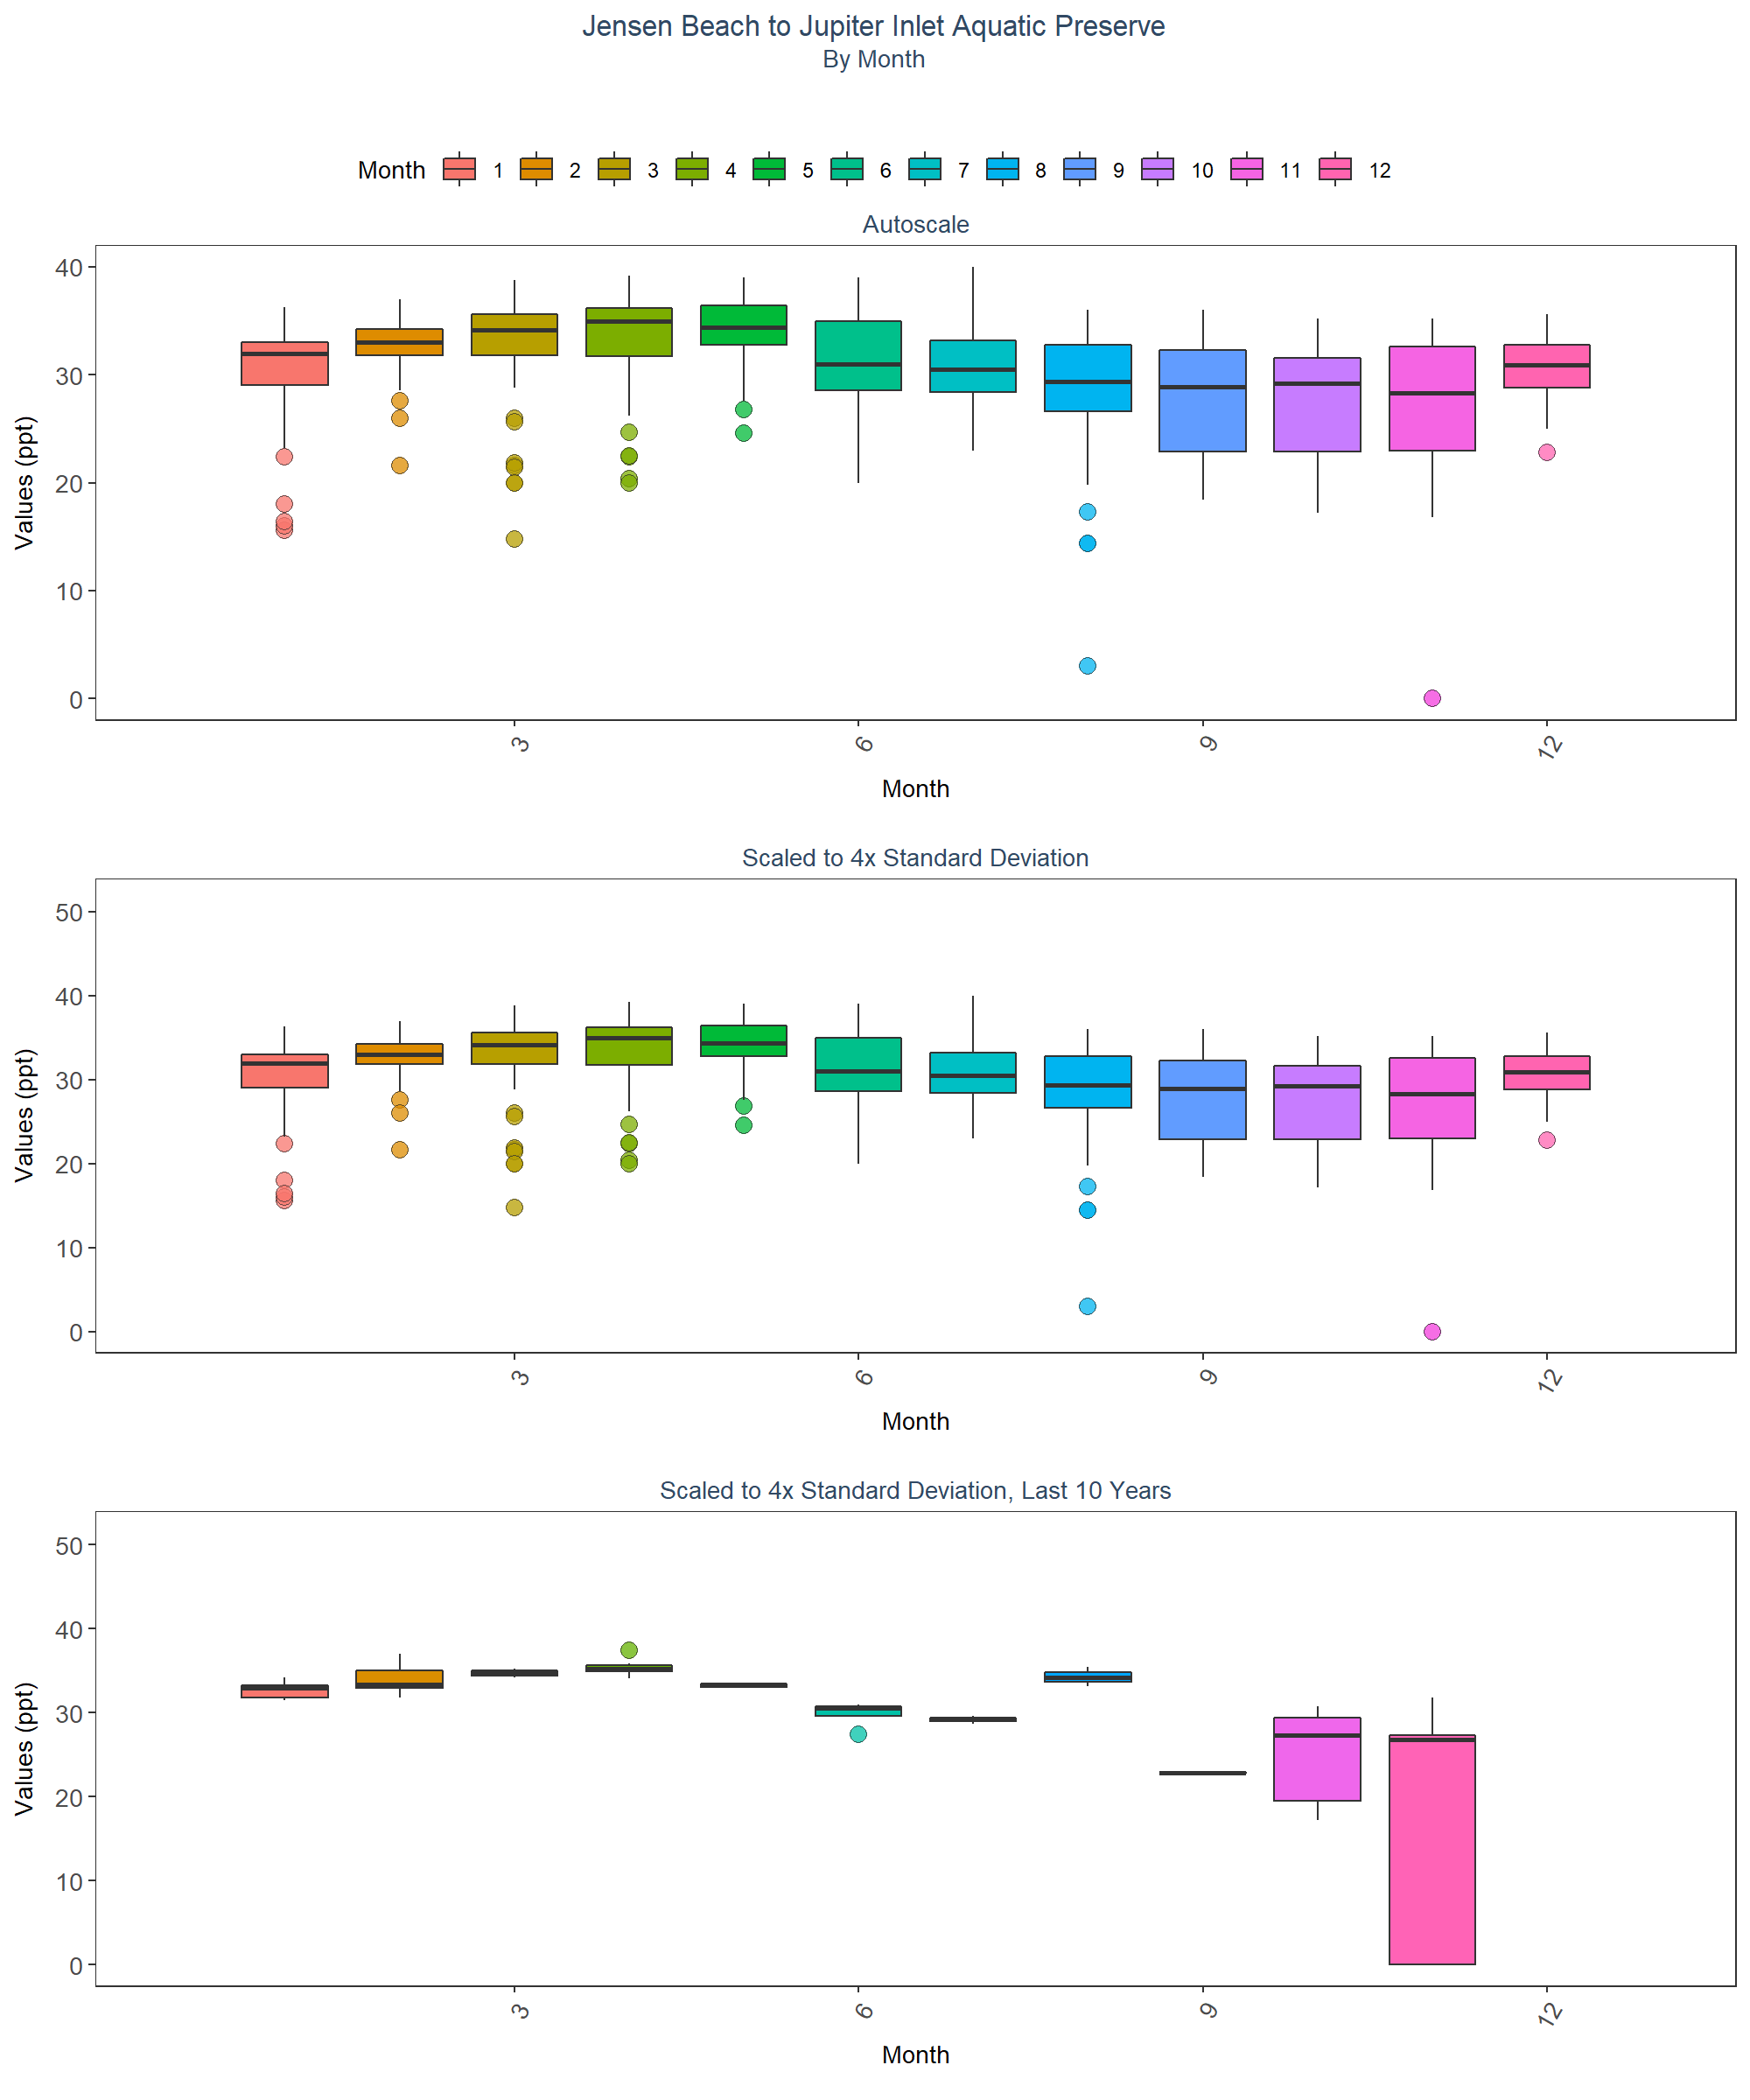 Jensen Beach to Jupiter Inlet Aquatic Preserve
By Month
Month 1 2 3 4 5 6 7 8 9 10 11 12
Autoscale
Values (ppt)
40
30
20
10
0
3 6 9 12
Month
Scaled to 4x Standard Deviation
Values (ppt)
50
40
30
20
10
0
3 6 9 12
Month
Scaled to 4x Standard Deviation, Last 10 Years
Values (ppt)
50
40
30
20
10
0
3 6 9 12
Month